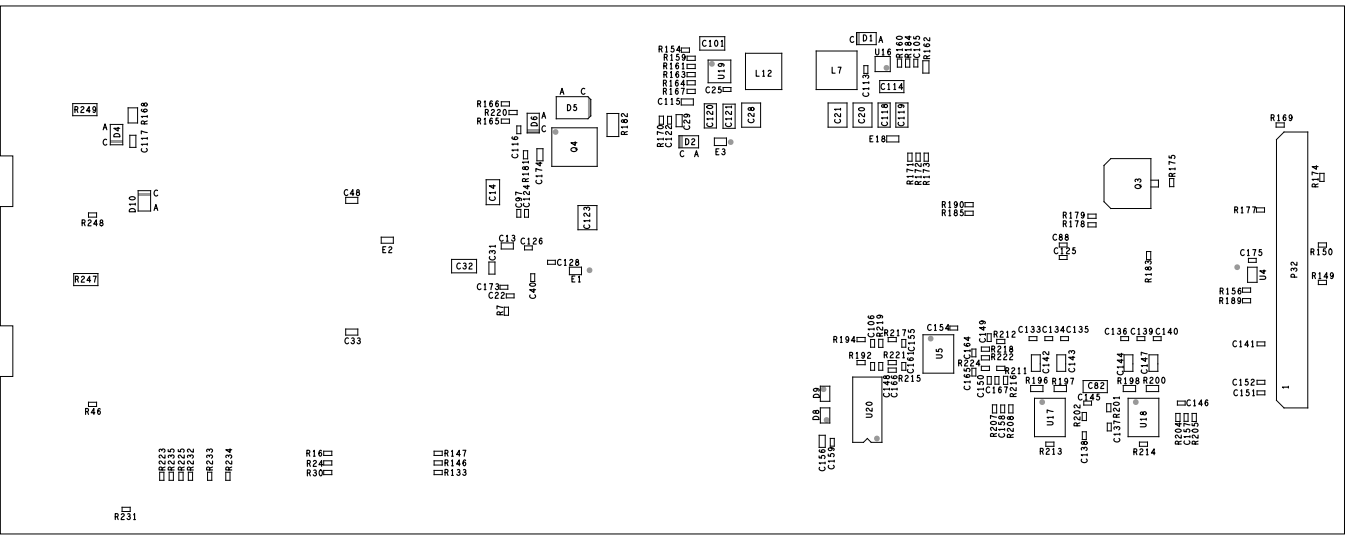 C D1 A
C101
U16
R160
R184
C105
R162
R154
R159
R161
R163
R164
R167
C115
U19
C25
L12
L7
C113
C114
R249
R168
A
D4
C
C117
R166
R220
R165
C116
A C
D5
A
D6
C
Q4
R182
R170
C122
C29
C120
C121
C28
C21
C20
C118
C119
D2
C A
E3
E18
R169
R181
C174
R171
R172
R173
Q3
R175
R174
C
D10
A
R248
C48
C14
C97
C124
C123
R190
R185
R179
R178
R177
P32
E2
C13
C126
C31
C32
C128
E1
C40
C173
C22
R7
C88
C125
R183
C175
U4
R150
R149
R156
R189
R247
C33
R194
C106
R219
R217
C155
C154
U5
C164
C149
R212
R218
R222
R224
C165
C150
R211
C167
R216
R192
R221
C161
C148
C166
R215
C133
C134
C135
C142
C143
R196
R197
C136
C139
C140
C144
C147
R198
R200
C82
C145
C141
C152
C151
1
R46
D9
D8
U20
C156
C159
R207
C158
R208
U17
R202
C138
R213
R201
C137
U18
R214
C146
R204
C157
R205
R223
R235
R225
R232
R233
R234
R16
R24
R30
R147
R146
R133
R231